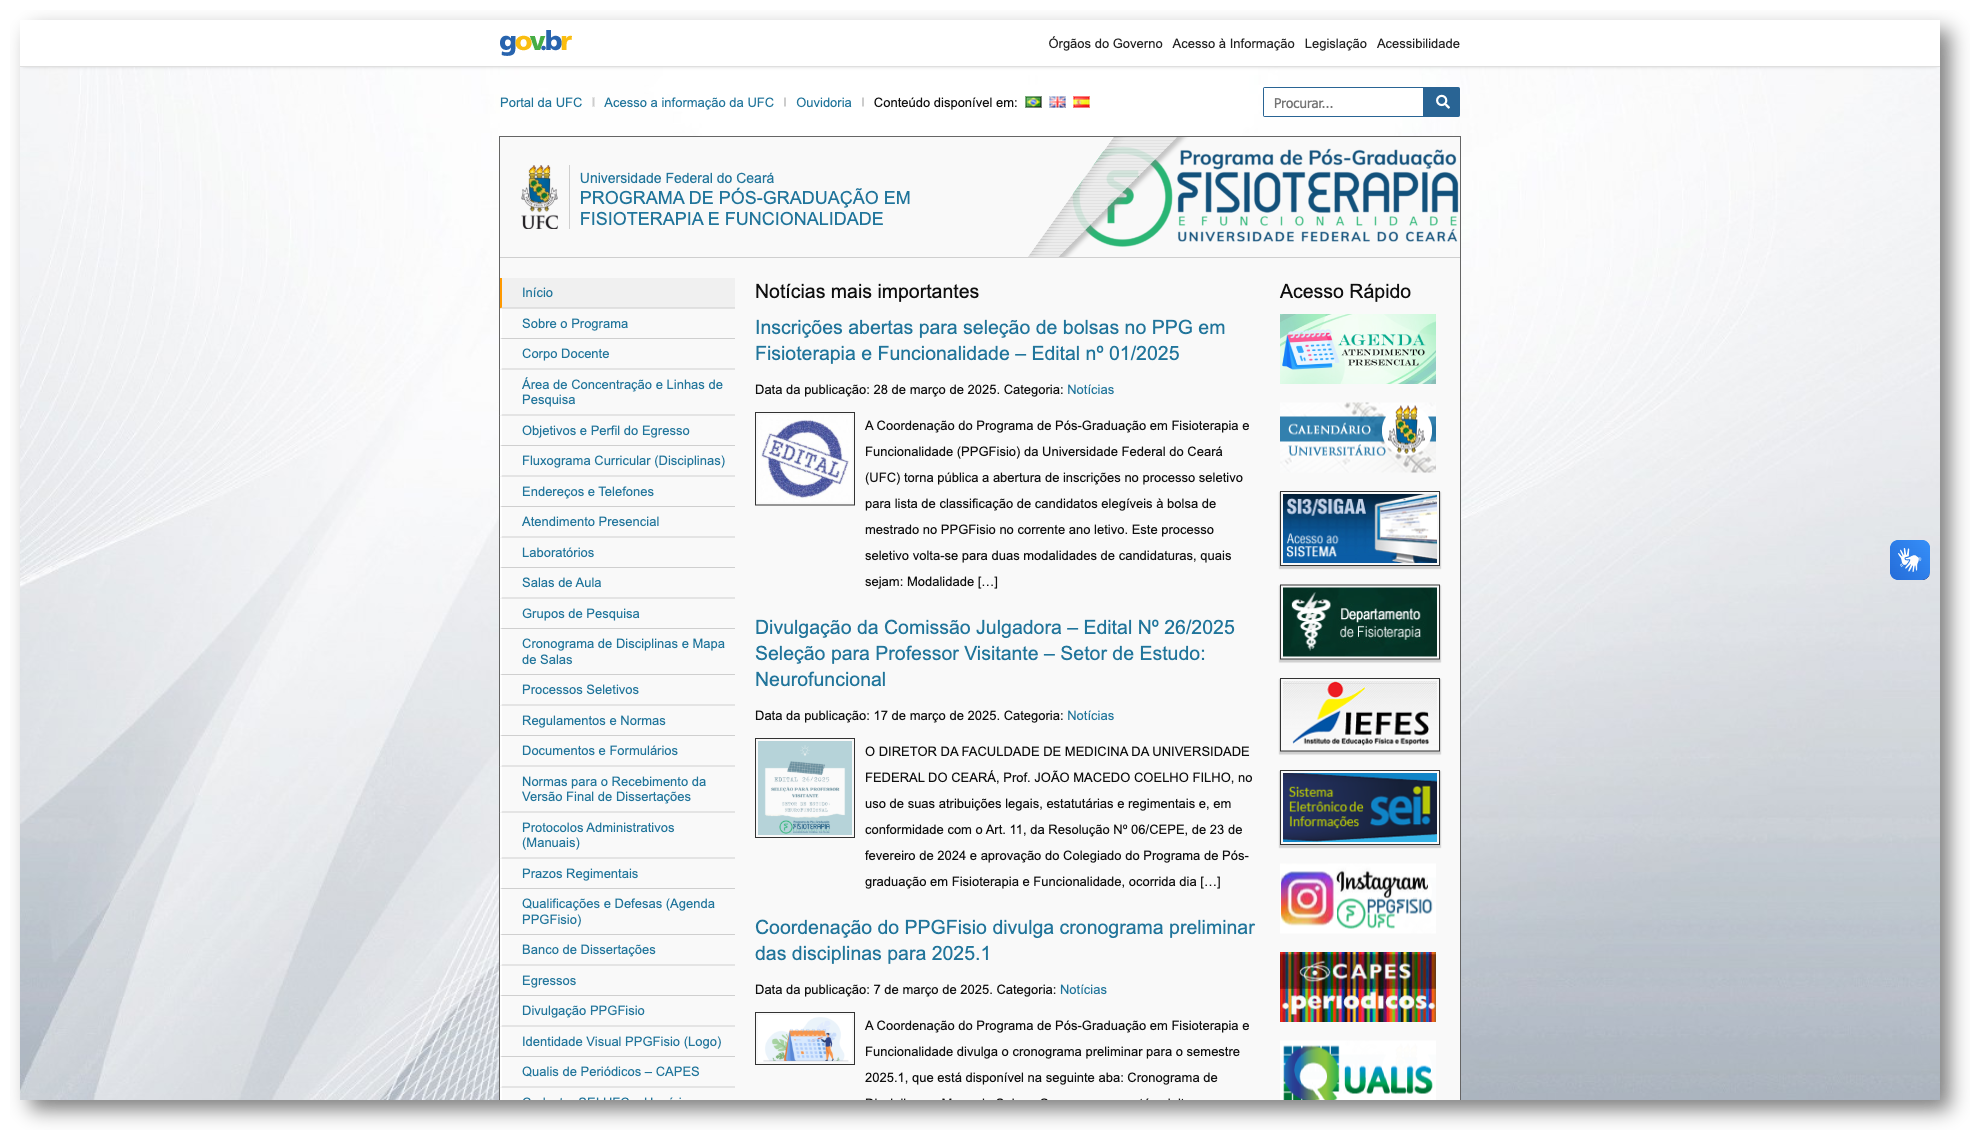 gov.br
Órgãos do Governo Acesso à Informação Legislação Acessibilidade
Portal da UFC | Acesso a informação da UFC | Ouvidoria | Conteúdo disponível em:
Procurar...
UFC
Universidade Federal do Ceará
PROGRAMA DE PÓS-GRADUAÇÃO EM
FISIOTERAPIA E FUNCIONALIDADE
Programa de Pós-Graduação
FISIOTERAPIA
E FUNCIONALIDADE
UNIVERSIDADE FEDERAL DO CEARÁ
Início
Sobre o Programa
Corpo Docente
Área de Concentração e Linhas de
Pesquisa
Objetivos e Perfil do Egresso
Fluxograma Curricular (Disciplinas)
Endereços e Telefones
Atendimento Presencial
Laboratórios
Salas de Aula
Grupos de Pesquisa
Cronograma de Disciplinas e Mapa
de Salas
Processos Seletivos
Regulamentos e Normas
Documentos e Formulários
Normas para o Recebimento da
Versão Final de Dissertações
Protocolos Administrativos
(Manuais)
Prazos Regimentais
Qualificações e Defesas (Agenda
PPGFisio)
Banco de Dissertações
Egressos
Divulgação PPGFisio
Identidade Visual PPGFisio (Logo)
Qualis de Periódicos – CAPES
Notícias mais importantes
Inscrições abertas para seleção de bolsas no PPG em
Fisioterapia e Funcionalidade – Edital nº 01/2025
Data da publicação: 28 de março de 2025. Categoria: Notícias
EDITAL
A Coordenação do Programa de Pós-Graduação em Fisioterapia e
Funcionalidade (PPGFisio) da Universidade Federal do Ceará
(UFC) torna pública a abertura de inscrições no processo seletivo
para lista de classificação de candidatos elegíveis à bolsa de
mestrado no PPGFisio no corrente ano letivo. Este processo
seletivo volta-se para duas modalidades de candidaturas, quais
sejam: Modalidade […]
Divulgação da Comissão Julgadora – Edital Nº 26/2025
Seleção para Professor Visitante – Setor de Estudo:
Neurofuncional
Data da publicação: 17 de março de 2025. Categoria: Notícias
EDITAL 26/2025
SELEÇÃO PARA PROFESSOR
VISITANTE
SETOR DE ESTUDO:
NEUROFUNCIONAL
FISIOTERAPIA
O DIRETOR DA FACULDADE DE MEDICINA DA UNIVERSIDADE
FEDERAL DO CEARÁ, Prof. JOÃO MACEDO COELHO FILHO, no
uso de suas atribuições legais, estatutárias e regimentais e, em
conformidade com o Art. 11, da Resolução Nº 06/CEPE, de 23 de
fevereiro de 2024 e aprovação do Colegiado do Programa de Pós-
graduação em Fisioterapia e Funcionalidade, ocorrida dia […]
Coordenação do PPGFisio divulga cronograma preliminar
das disciplinas para 2025.1
Data da publicação: 7 de março de 2025. Categoria: Notícias
A Coordenação do Programa de Pós-Graduação em Fisioterapia e
Funcionalidade divulga o cronograma preliminar para o semestre
2025.1, que está disponível na seguinte aba: Cronograma de
Acesso Rápido
AGENDA
ATENDIMENTO
PRESENCIAL
CALENDÁRIO
UNIVERSITÁRIO
SI3/SIGAA
Acesso ao
SISTEMA
Departamento
de Fisioterapia
IEFES
Instituto de Educação Física e Esportes
Sistema
Eletrônico de
Informações
sei!
Instagram
PPGFISIO
UFC
CAPES
.periodicos.
QUALIS